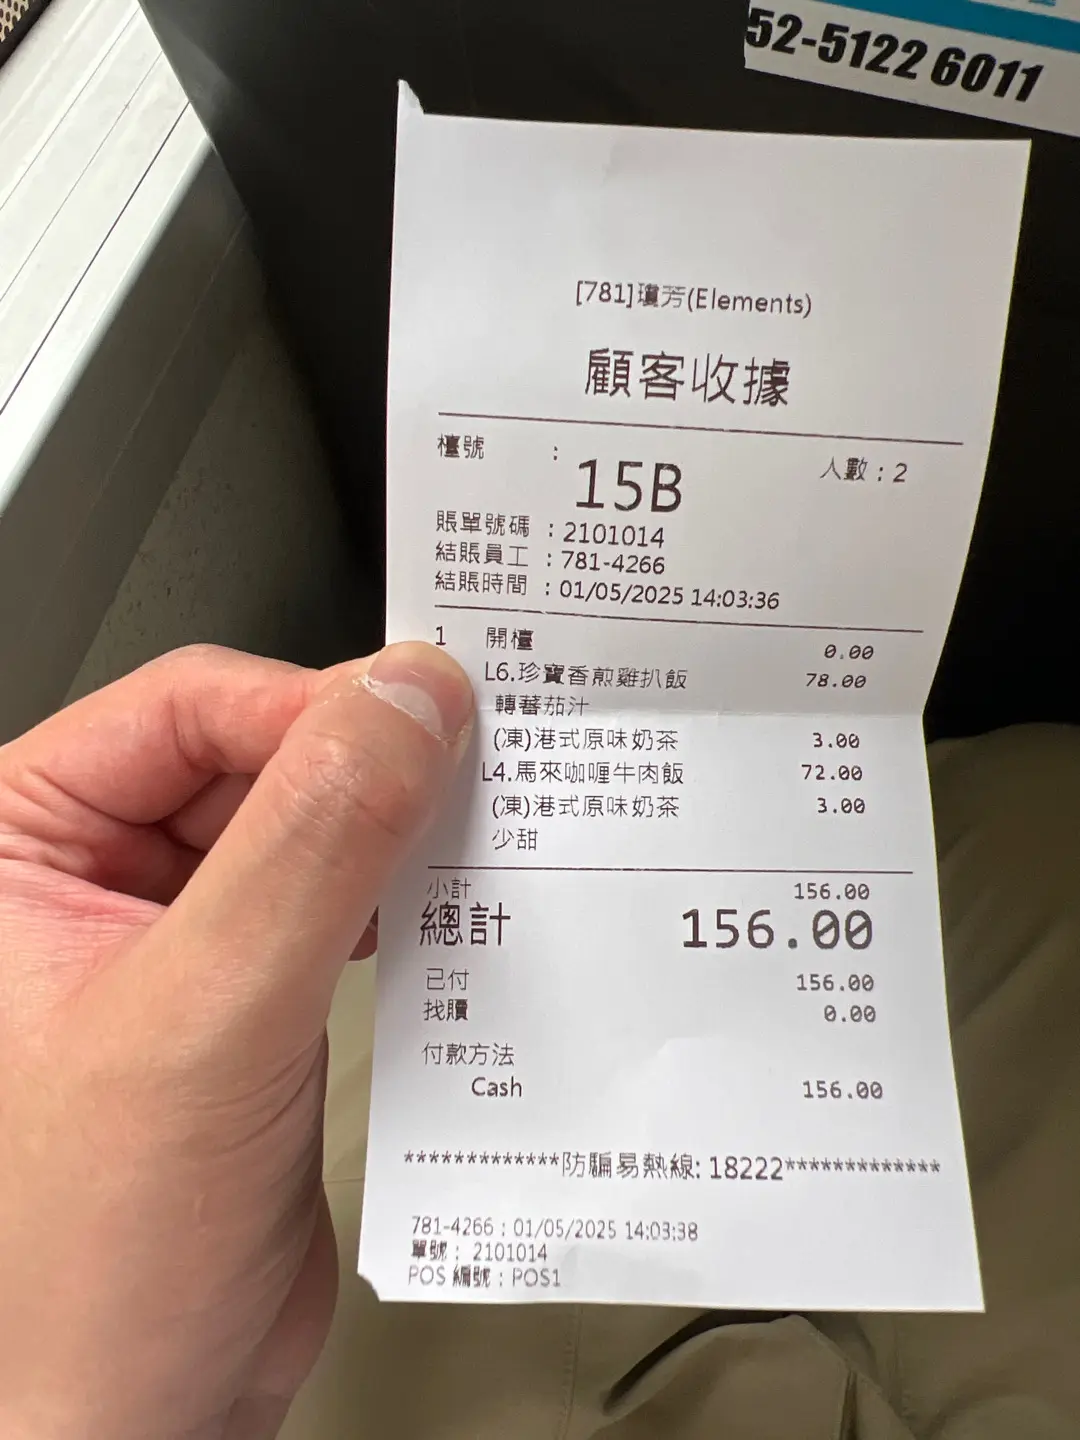 52-5122 6011
[781]瓊芳(Elements)
顧客收據
檯號 : 15B 人數 : 2
賬單號碼 : 2101014
結賬員工 : 781-4266
結賬時間 : 01/05/2025 14:03:36
1 開檯 0.00
L6.珍寶香煎雞扒飯 78.00
轉蕃茄汁
(凍)港式原味奶茶 3.00
L4.馬來咖喱牛肉飯 72.00
(凍)港式原味奶茶 3.00
少甜
小計 156.00
總計 156.00
已付 156.00
找贖 0.00
付款方法
Cash 156.00
*************防騙易熱線: 18222*************
781-4266 : 01/05/2025 14:03:38
單號 : 2101014
POS 編號 : POS1